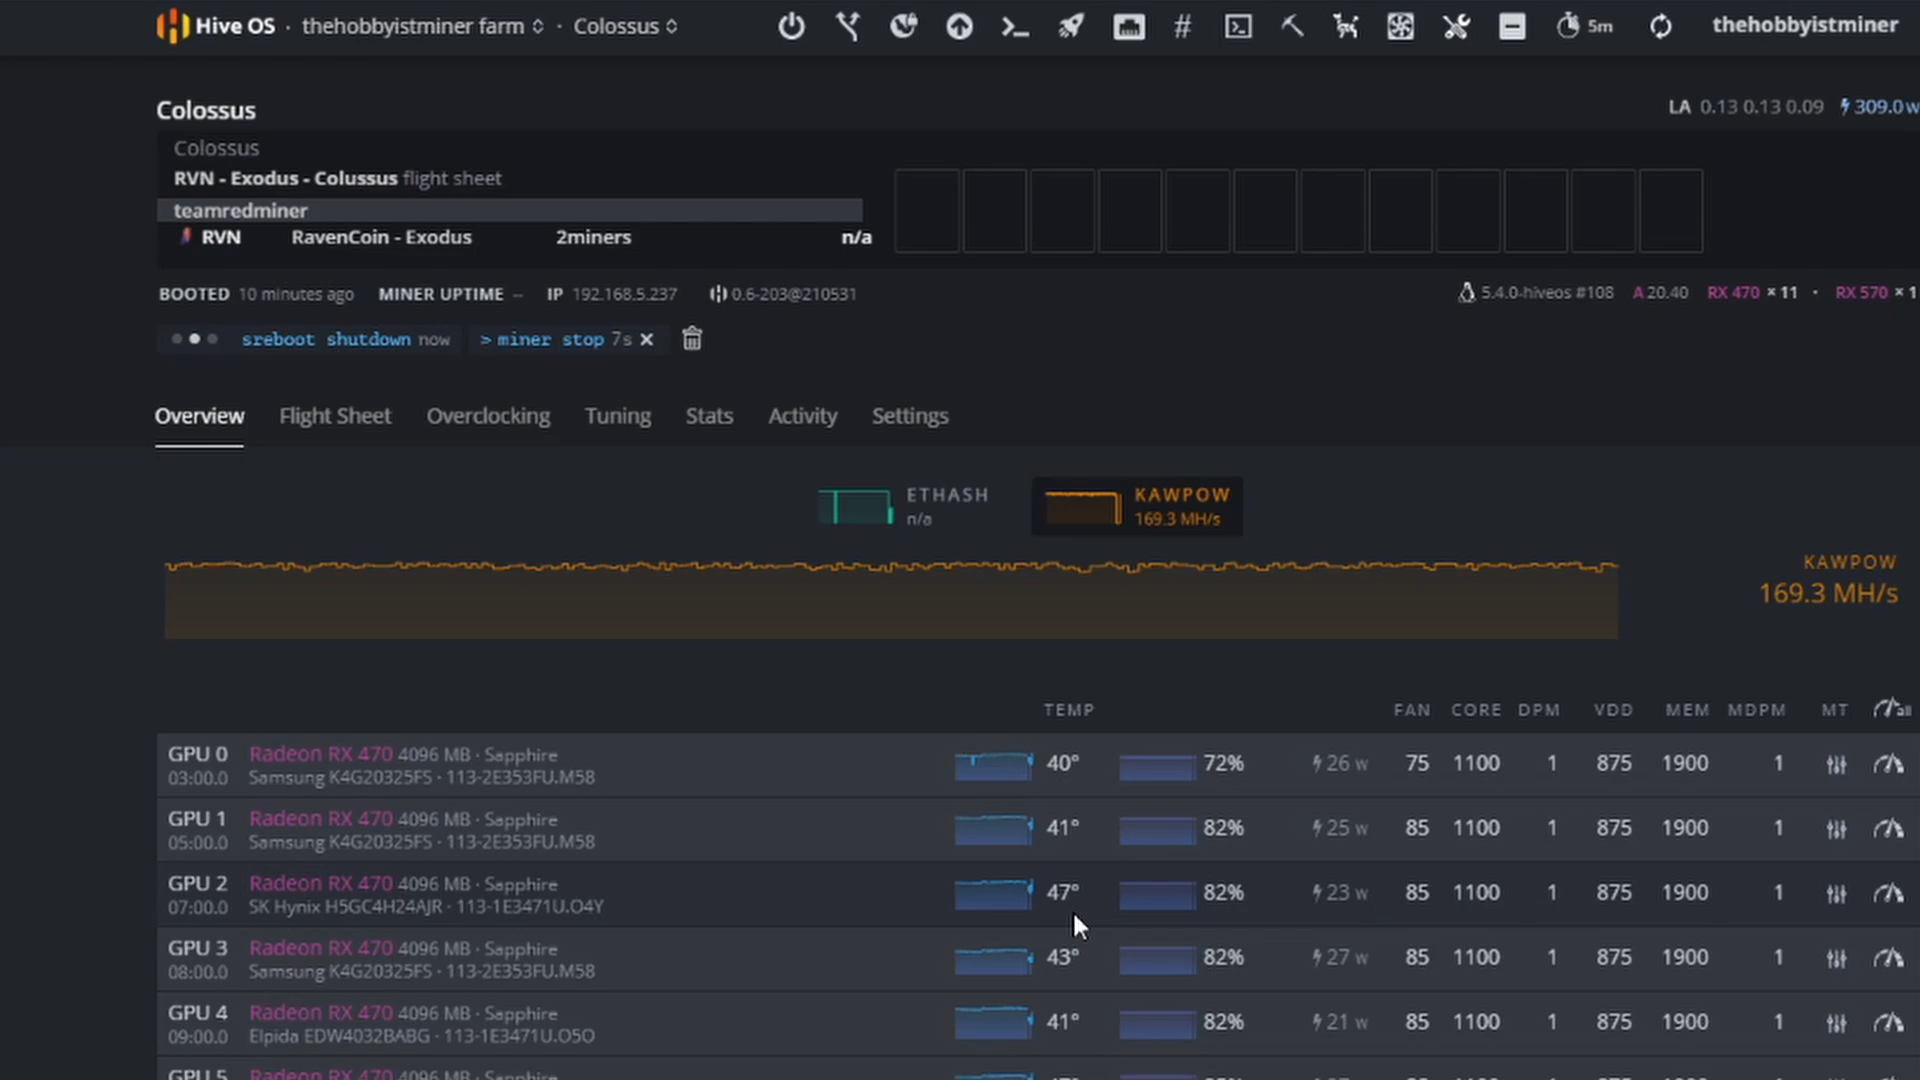 Hive OS · thehobbyistminer farm Colossus # 5m thehobbyistminer
Colossus LA 0.13 0.13 0.09 309.0 w
Colossus
RVN - Exodus - Colussus flight sheet
teamredminer
RVN RavenCoin - Exodus 2miners n/a
BOOTED 10 minutes ago MINER UPTIME -- IP 192.168.5.237 0.6-203@210531 5.4.0-hiveos #108 A 20.40 RX 470 × 11 · RX 570 × 1
sreboot shutdown now > miner stop 7s ×
Overview Flight Sheet Overclocking Tuning Stats Activity Settings
ETHASH
n/a
KAWPOW
169.3 MH/s
KAWPOW
169.3 MH/s
TEMP FAN CORE DPM VDD MEM MDPM MT all
GPU 0 Radeon RX 470 4096 MB · Sapphire 40° 72% 26 w 75 1100 1 875 1900 1
03:00.0 Samsung K4G20325FS · 113-2E353FU.M58
GPU 1 Radeon RX 470 4096 MB · Sapphire 41° 82% 25 w 85 1100 1 875 1900 1
05:00.0 Samsung K4G20325FS · 113-2E353FU.M58
GPU 2 Radeon RX 470 4096 MB · Sapphire 47° 82% 23 w 85 1100 1 875 1900 1
07:00.0 SK Hynix H5GC4H24AJR · 113-1E3471U.O4Y
GPU 3 Radeon RX 470 4096 MB · Sapphire 43° 82% 27 w 85 1100 1 875 1900 1
08:00.0 Samsung K4G20325FS · 113-2E353FU.M58
GPU 4 Radeon RX 470 4096 MB · Sapphire 41° 82% 21 w 85 1100 1 875 1900 1
09:00.0 Elpida EDW4032BABG · 113-1E3471U.O5O
GPU 5 Radeon RX 470 4096 MB · Sapphire